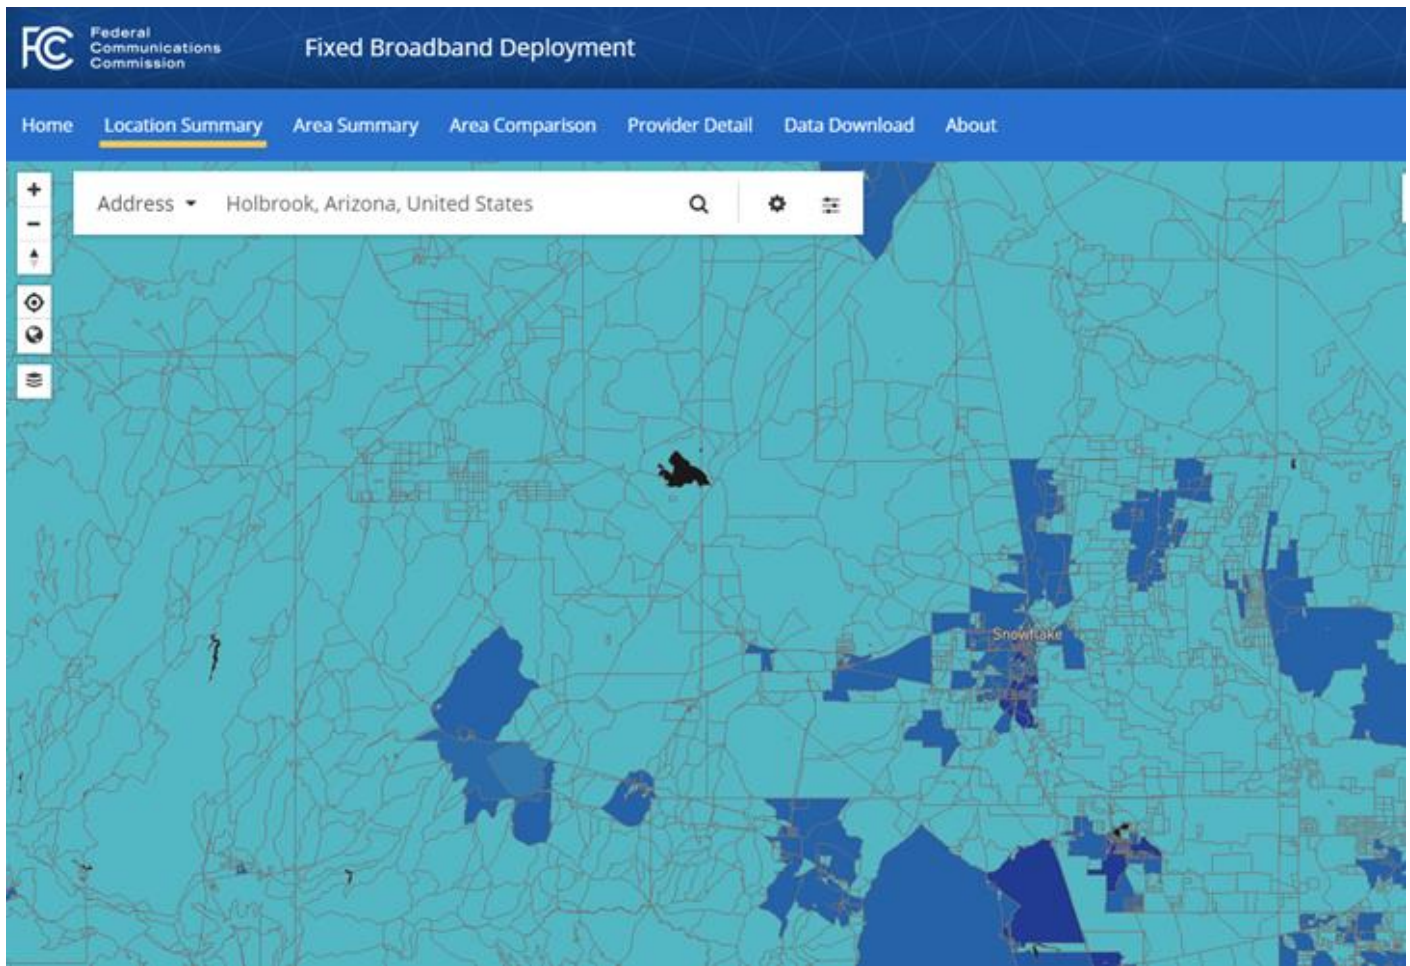 Federal
Communications
Commission
Fixed Broadband Deployment
Home Location Summary Area Summary Area Comparison Provider Detail Data Download About
Address Holbrook, Arizona, United States
Snowflake